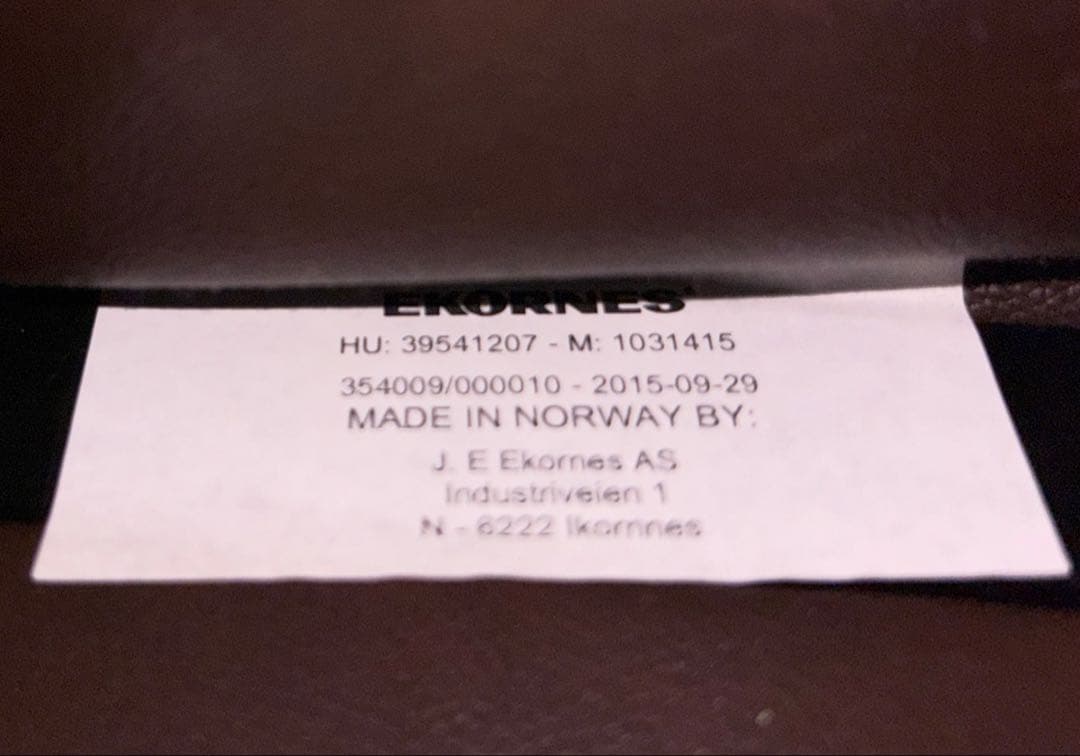 EKORNES
HU: 39541207 - M: 1031415
354009/000010 - 2015-09-29
MADE IN NORWAY BY:
J. E Ekornes AS
Industriveien 1
N - 6222 Ikornnes